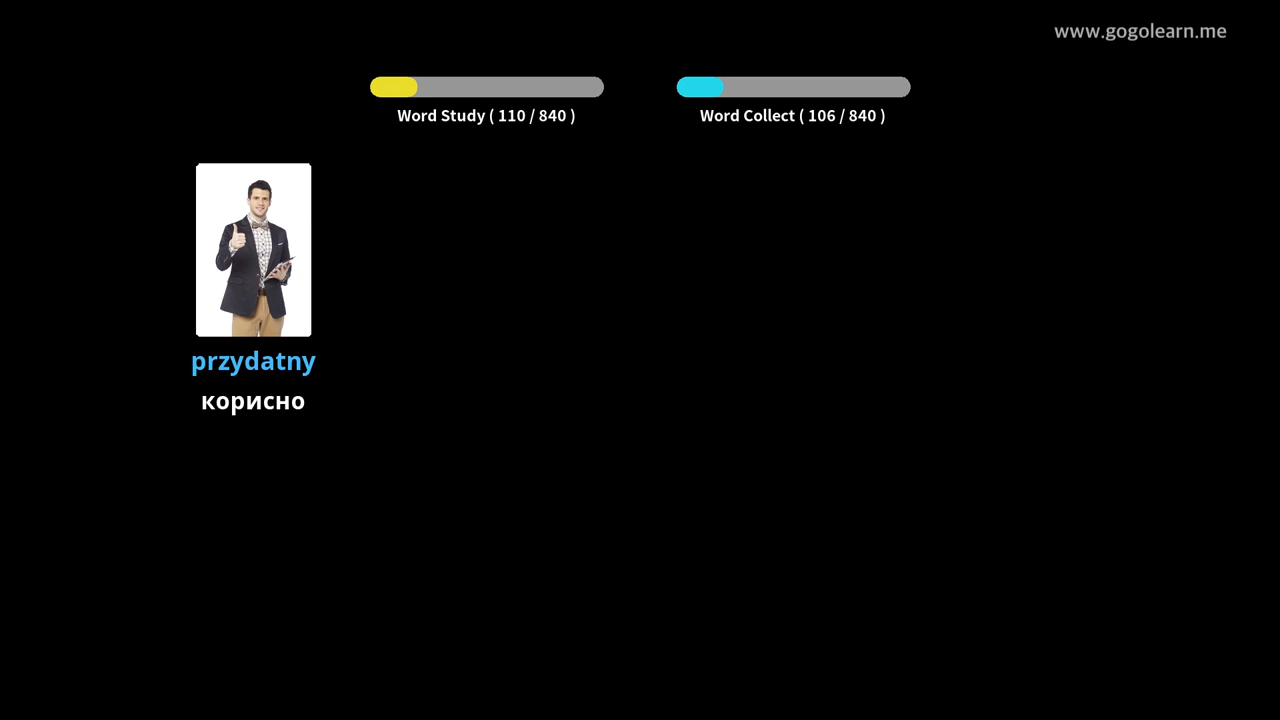 www.gogolearn.me
Word Study ( 110 / 840 )
Word Collect ( 106 / 840 )
przydatny
корисно